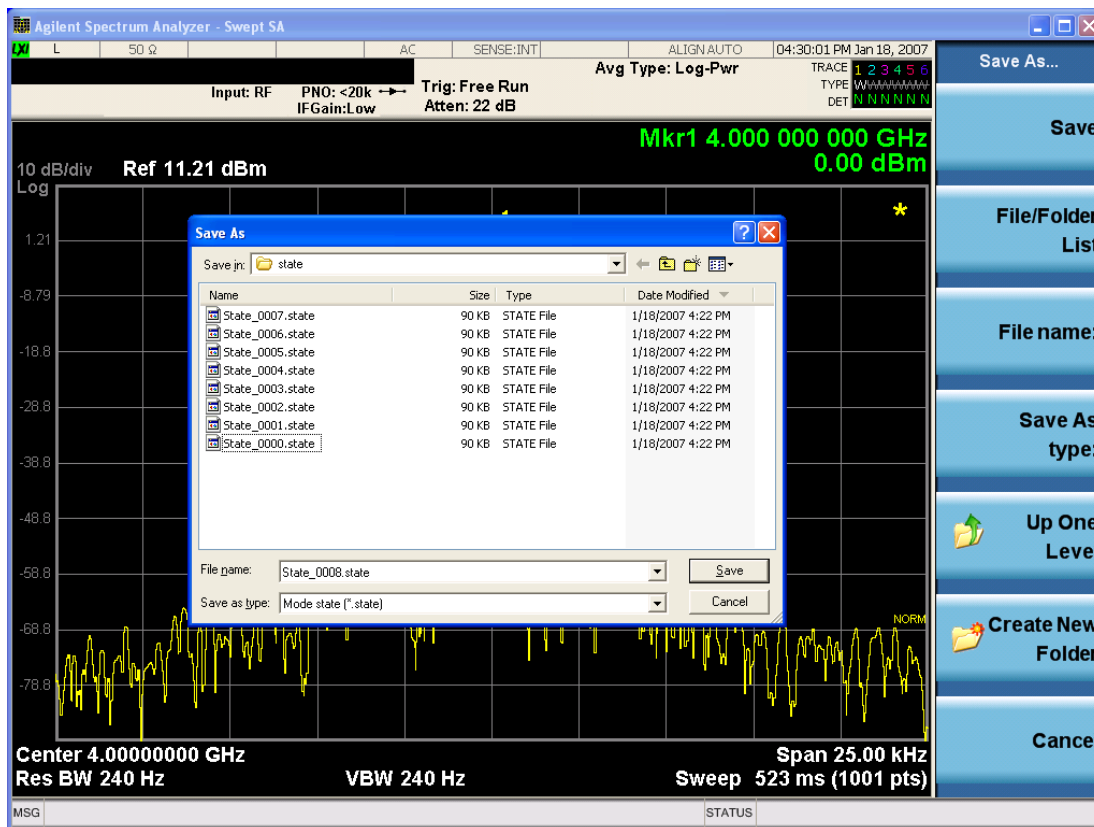 Agilent Spectrum Analyzer - Swept SA
LXI L 50 Ω AC SENSE:INT ALIGN AUTO 04:30:01 PM Jan 18, 2007
Input: RF PNO: <20k IFGain:Low
Trig: Free Run
Atten: 22 dB
Avg Type: Log-Pwr
TRACE 1 2 3 4 5 6
TYPE
DET N N N N N N
Mkr1 4.000 000 000 GHz
0.00 dBm
10 dB/div Ref 11.21 dBm
Log
1.21
-8.79
-18.8
-28.8
-38.8
-48.8
-58.8
-68.8
-78.8
Save As
Save in: state
Name Size Type Date Modified
State_0007.state 90 KB STATE File 1/18/2007 4:22 PM
State_0006.state 90 KB STATE File 1/18/2007 4:22 PM
State_0005.state 90 KB STATE File 1/18/2007 4:22 PM
State_0004.state 90 KB STATE File 1/18/2007 4:22 PM
State_0003.state 90 KB STATE File 1/18/2007 4:22 PM
State_0002.state 90 KB STATE File 1/18/2007 4:22 PM
State_0001.state 90 KB STATE File 1/18/2007 4:22 PM
State_0000.state 90 KB STATE File 1/18/2007 4:22 PM
File name: State_0008.state Save
Save as type: Mode state (*.state) Cancel
NORM
Center 4.00000000 GHz Span 25.00 kHz
Res BW 240 Hz VBW 240 Hz Sweep 523 ms (1001 pts)
MSG STATUS
Save As...
Save
File/Folder
List
File name:
Save As
type:
Up One
Leve
Create New
Folder
Cance